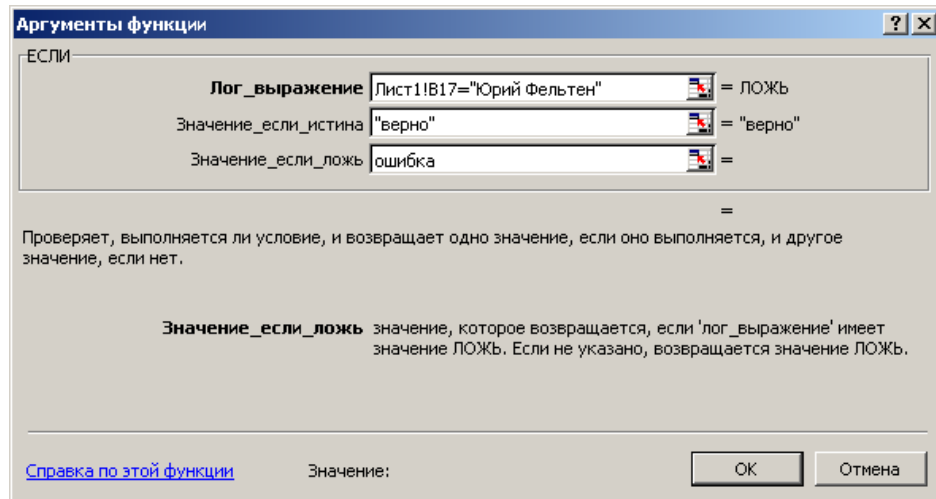 Аргументы функции
ЕСЛИ
Лог_выражение Лист1!B17="Юрий Фельтен" = ЛОЖЬ
Значение_если_истина "верно" = "верно"
Значение_если_ложь ошибка =
=
Проверяет, выполняется ли условие, и возвращает одно значение, если оно выполняется, и другое
значение, если нет.
Значение_если_ложь значение, которое возвращается, если 'лог_выражение' имеет
значение ЛОЖЬ. Если не указано, возвращается значение ЛОЖЬ.
Справка по этой функции Значение: ОК Отмена